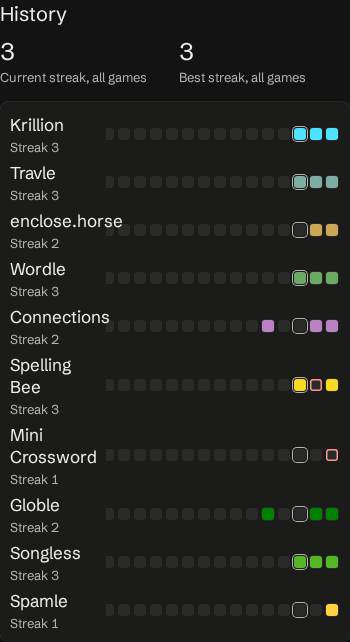 History
3
3
Current streak, all games
Best streak, all games
Krillion
Streak 3
Travle
Streak 3
enclose.horse
Streak 2
Wordle
Streak 3
Connections
Streak 2
Spelling
Bee
Streak 3
Mini
Crossword
Streak 1
Globle
Streak 2
Songless
Streak 3
Spamle
Streak 1